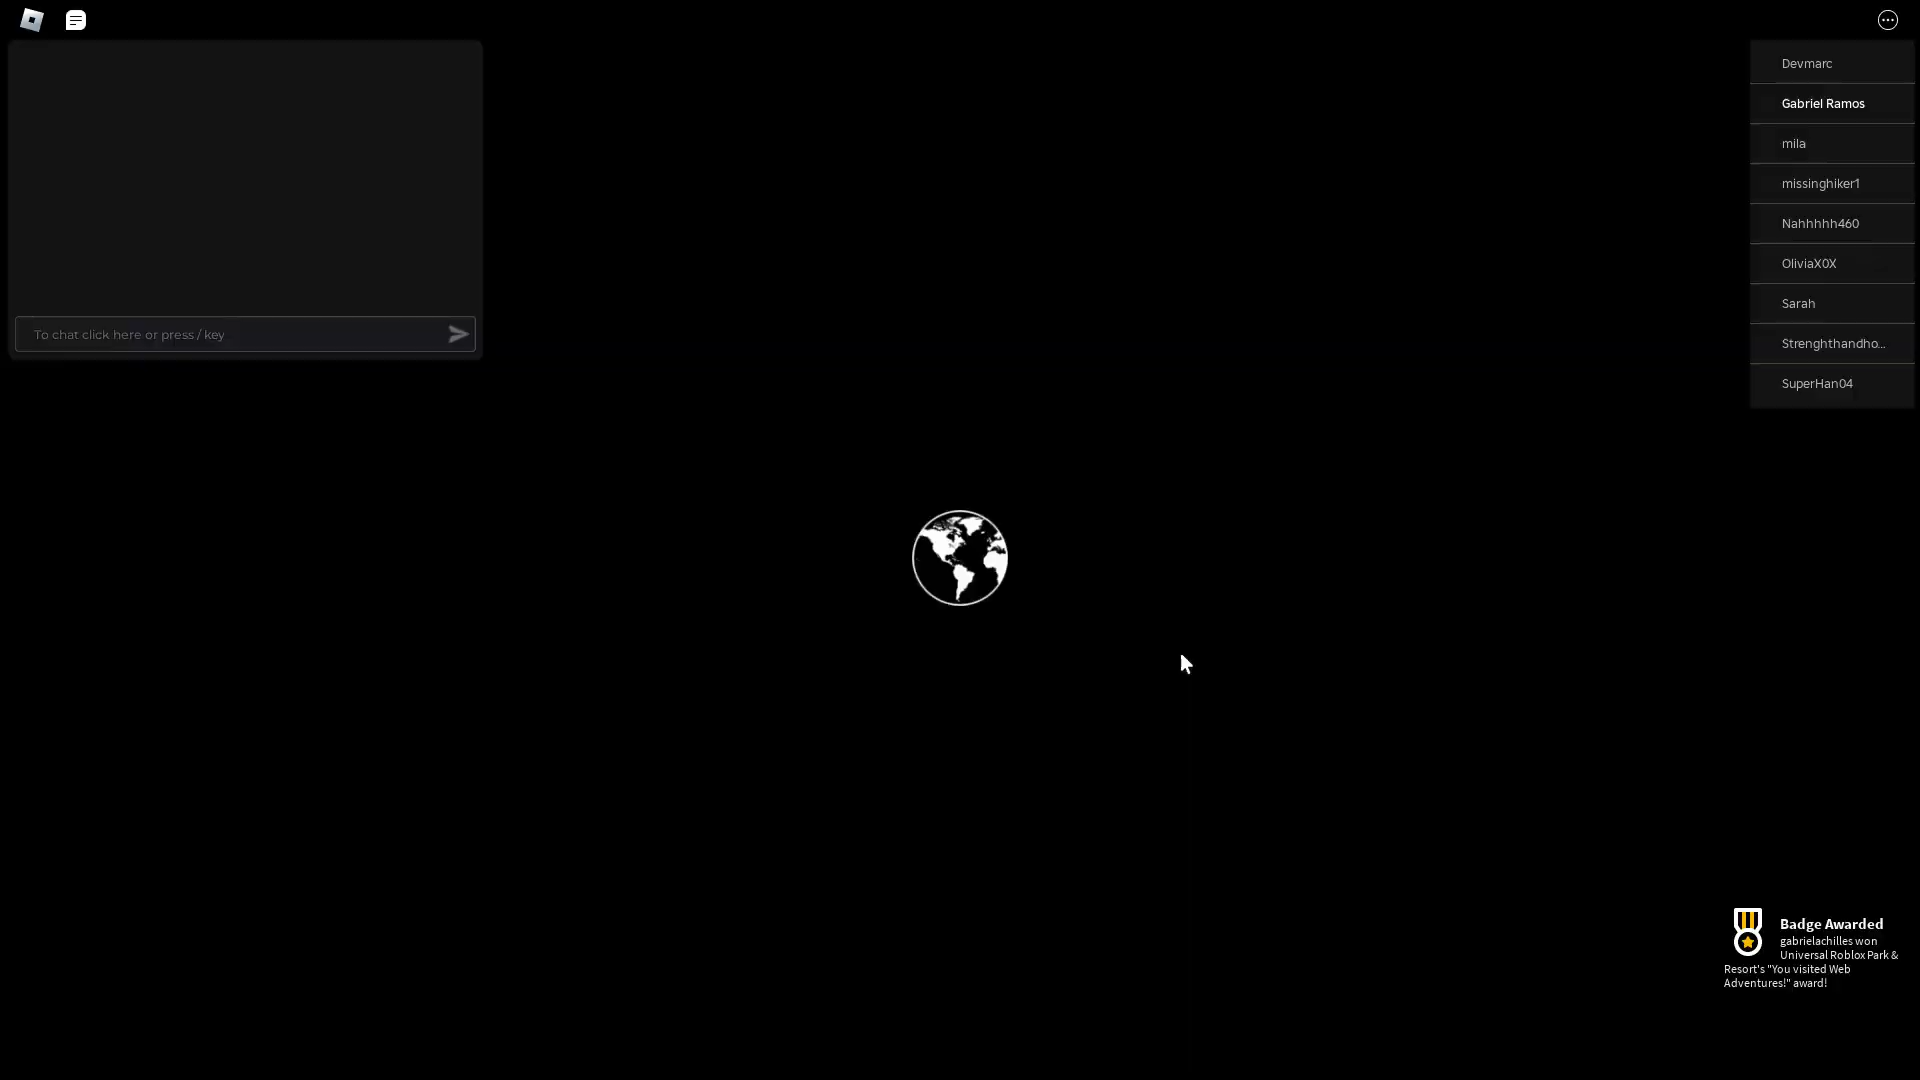 To chat click here or press / key
Devmarc
Gabriel Ramos
mila
missinghiker1
Nahhhhh460
OliviaX0X
Sarah
Strenghthandho...
SuperHan04
Badge Awarded
gabrielachilles won
Universal Roblox Park &
Resort's "You visited Web
Adventures!" award!